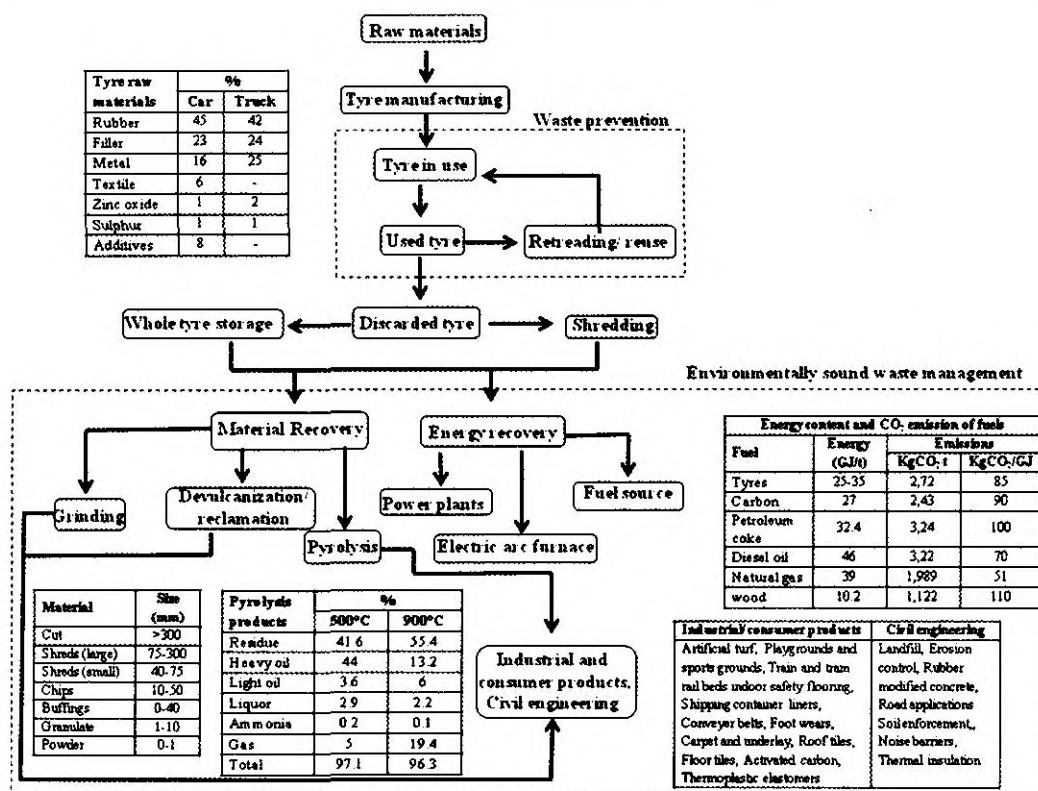 Raw materials
Tyre manufacturing
Waste prevention
Tyre in use
Used tyre
Retreading/ reuse
Tyre raw materials % Car Truck
Rubber 45 42
Filler 23 24
Metal 16 25
Textile 6 -
Zinc oxide 1 2
Sulphur 1 1
Additives 8 -
Whole tyre storage
Discarded tyre
Shredding
Environmentally sound waste management
Material Recovery
Energy recovery
Grinding
Devulcanization/
reclamation
Pyrolysis
Power plants
Fuel source
Electric arc furnace
Energy content and CO₂ emission of fuels
Fuel Energy (GJ/t) Emissions KgCO₂ t KgCO₂/GJ
Tyres 25-35 2,72 85
Carbon 27 2,43 90
Petroleum coke 32.4 3,24 100
Diesel oil 46 3,22 70
Natural gas 39 1,989 51
wood 10.2 1,122 110
Material Size (mm)
Cut >300
Shreds (large) 75-300
Shreds (small) 40-75
Chips 10-50
Buffings 0-40
Granulate 1-10
Powder 0-1
Pyrolysis products % 500°C 900°C
Residue 41.6 55.4
Heavy oil 44 13.2
Light oil 3.6 6
Liquor 2.9 2.2
Ammonia 0.2 0.1
Gas 5 19.4
Total 97.1 96.3
Industrial and
consumer products,
Civil engineering
Industrial/consumer products
Artificial turf, Playgrounds and
sports grounds, Train and tram
rail beds indoor safety flooring,
Shipping container liners,
Conveyer belts, Foot wears,
Carpet and underlay, Roof tiles,
Floor tiles, Activated carbon,
Thermoplastic elastomers
Civil engineering
Landfill, Erosion
control, Rubber
modified concrete,
Road applications
Soil enforcement,,
Noise barriers,
Thermal insulation